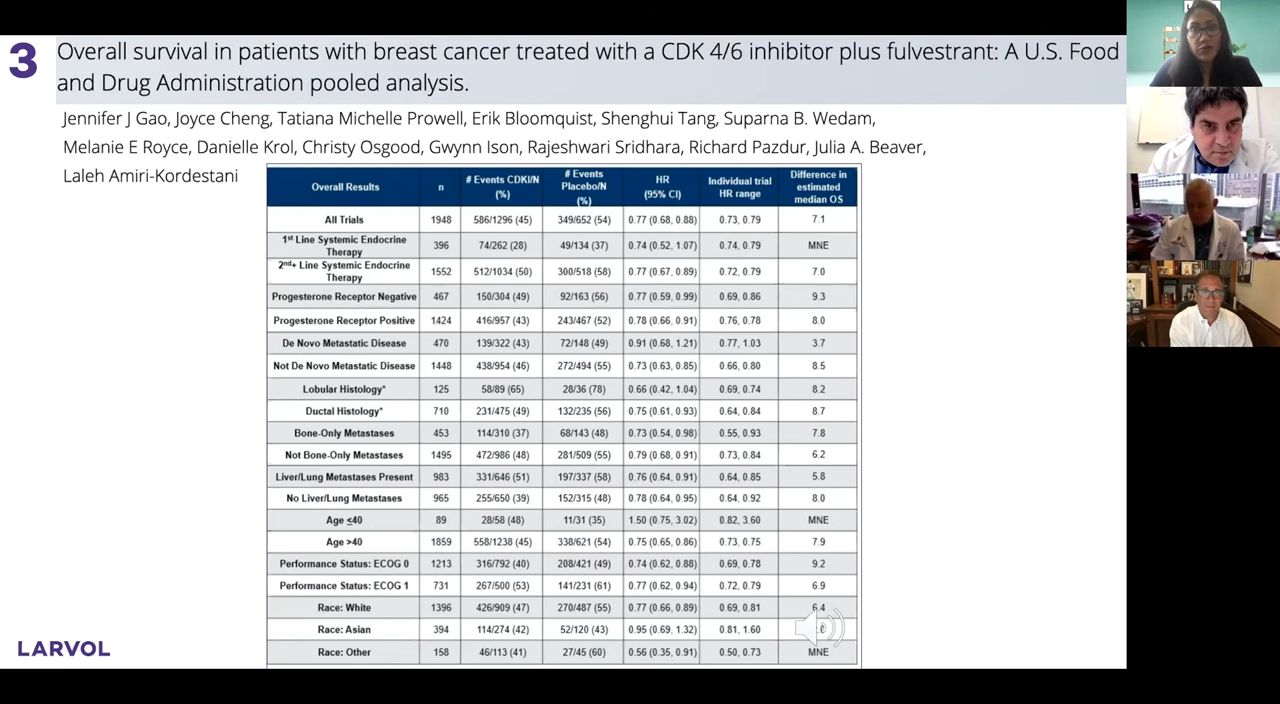 3
Overall survival in patients with breast cancer treated with a CDK 4/6 inhibitor plus fulvestrant: A U.S. Food
and Drug Administration pooled analysis.
Jennifer J Gao, Joyce Cheng, Tatiana Michelle Prowell, Erik Bloomquist, Shenghui Tang, Suparna B. Wedam,
Melanie E Royce, Danielle Krol, Christy Osgood, Gwynn Ison, Rajeshwari Sridhara, Richard Pazdur, Julia A. Beaver,
Laleh Amiri-Kordestani
Overall Results n # Events CDKI/N (%) # Events Placebo/N (%) HR (95% CI) Individual trial HR range Difference in estimated median OS
All Trials 1948 586/1296 (45) 349/652 (54) 0.77 (0.68, 0.88) 0.73, 0.79 7.1
1st Line Systemic Endocrine Therapy 396 74/262 (28) 49/134 (37) 0.74 (0.52, 1.07) 0.74, 0.79 MNE
2nd+ Line Systemic Endocrine Therapy 1552 512/1034 (50) 300/518 (58) 0.77 (0.67, 0.89) 0.72, 0.79 7.0
Progesterone Receptor Negative 467 150/304 (49) 92/163 (56) 0.77 (0.59, 0.99) 0.69, 0.86 9.3
Progesterone Receptor Positive 1424 416/957 (43) 243/467 (52) 0.78 (0.66, 0.91) 0.76, 0.78 8.0
De Novo Metastatic Disease 470 139/322 (43) 72/148 (49) 0.91 (0.68, 1.21) 0.77, 1.03 3.7
Not De Novo Metastatic Disease 1448 438/954 (46) 272/494 (55) 0.73 (0.63, 0.85) 0.66, 0.80 8.5
Lobular Histology* 125 58/89 (65) 28/36 (78) 0.66 (0.42, 1.04) 0.69, 0.74 8.2
Ductal Histology* 710 231/475 (49) 132/235 (56) 0.75 (0.61, 0.93) 0.64, 0.84 8.7
Bone-Only Metastases 453 114/310 (37) 68/143 (48) 0.73 (0.54, 0.98) 0.55, 0.93 7.8
Not Bone-Only Metastases 1495 472/986 (48) 281/509 (55) 0.79 (0.68, 0.91) 0.73, 0.84 6.2
Liver/Lung Metastases Present 983 331/646 (51) 197/337 (58) 0.76 (0.64, 0.91) 0.64, 0.85 5.8
No Liver/Lung Metastases 965 255/650 (39) 152/315 (48) 0.78 (0.64, 0.95) 0.64, 0.92 8.0
Age ≤40 89 28/58 (48) 11/31 (35) 1.50 (0.75, 3.02) 0.82, 3.60 MNE
Age >40 1859 558/1238 (45) 338/621 (54) 0.75 (0.65, 0.86) 0.73, 0.75 7.9
Performance Status: ECOG 0 1213 316/792 (40) 208/421 (49) 0.74 (0.62, 0.88) 0.69, 0.78 9.2
Performance Status: ECOG 1 731 267/500 (53) 141/231 (61) 0.77 (0.62, 0.94) 0.72, 0.79 6.9
Race: White 1396 426/909 (47) 270/487 (55) 0.77 (0.66, 0.89) 0.69, 0.81 6.4
Race: Asian 394 114/274 (42) 52/120 (43) 0.95 (0.69, 1.32) 0.81, 1.60
Race: Other 158 46/113 (41) 27/45 (60) 0.56 (0.35, 0.91) 0.50, 0.73 MNE
LARVOL